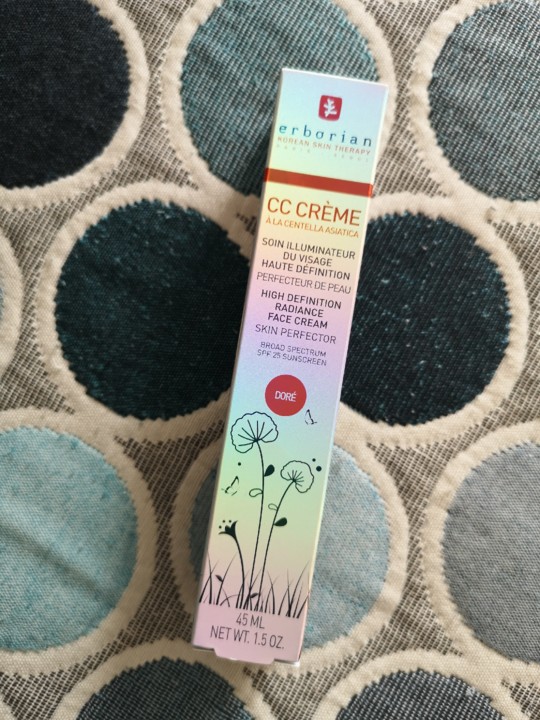 erborian
KOREAN SKIN THERAPY
PARIS SEOUL
CC CRÈME
À LA CENTELLA ASIATICA
SOIN ILLUMINATEUR
DU VISAGE
HAUTE DÉFINITION
PERFECTEUR DE PEAU
HIGH DEFINITION
RADIANCE
FACE CREAM
SKIN PERFECTOR
BROAD SPECTRUM
SPF 25 SUNSCREEN
DORÉ
45 ML
NET WT. 1.5 OZ.